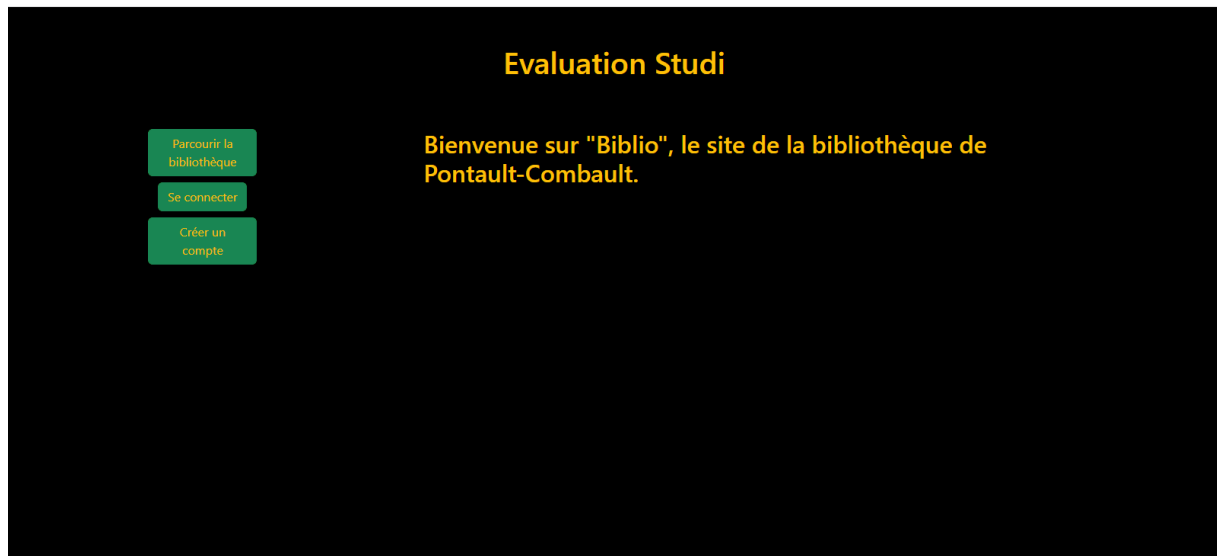 Evaluation Studi
Parcourir la
bibliothèque
Se connecter
Créer un
compte
Bienvenue sur "Biblio", le site de la bibliothèque de
Pontault-Combault.